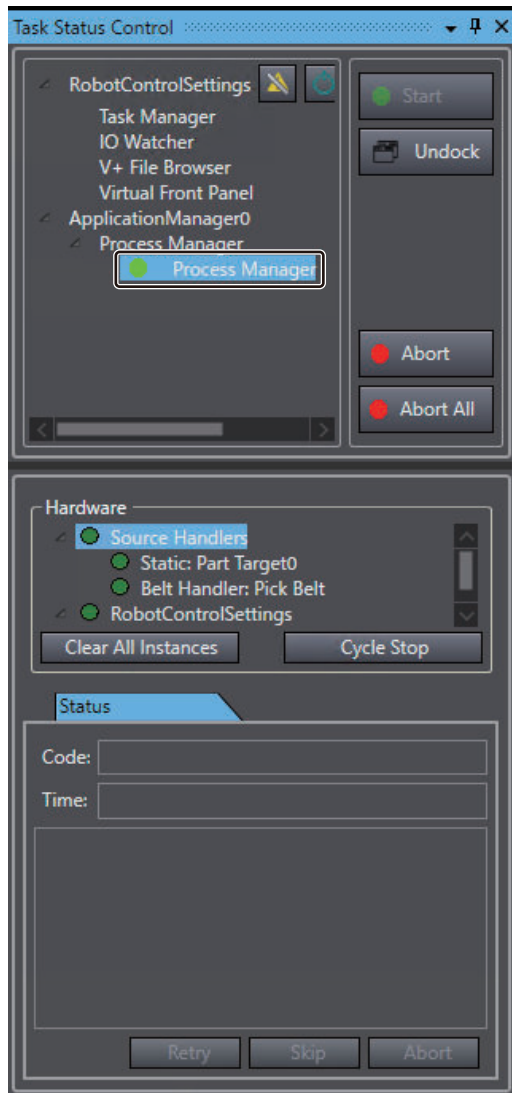 Task Status Control
RobotControlSettings
Task Manager
IO Watcher
V+ File Browser
Virtual Front Panel
ApplicationManager0
Process Manager
Process Manager
Start
Undock
Abort
Abort All
Hardware
Source Handlers
Static: Part Target0
Belt Handler: Pick Belt
RobotControlSettings
Clear All Instances
Cycle Stop
Status
Code:
Time:
Retry
Skip
Abort